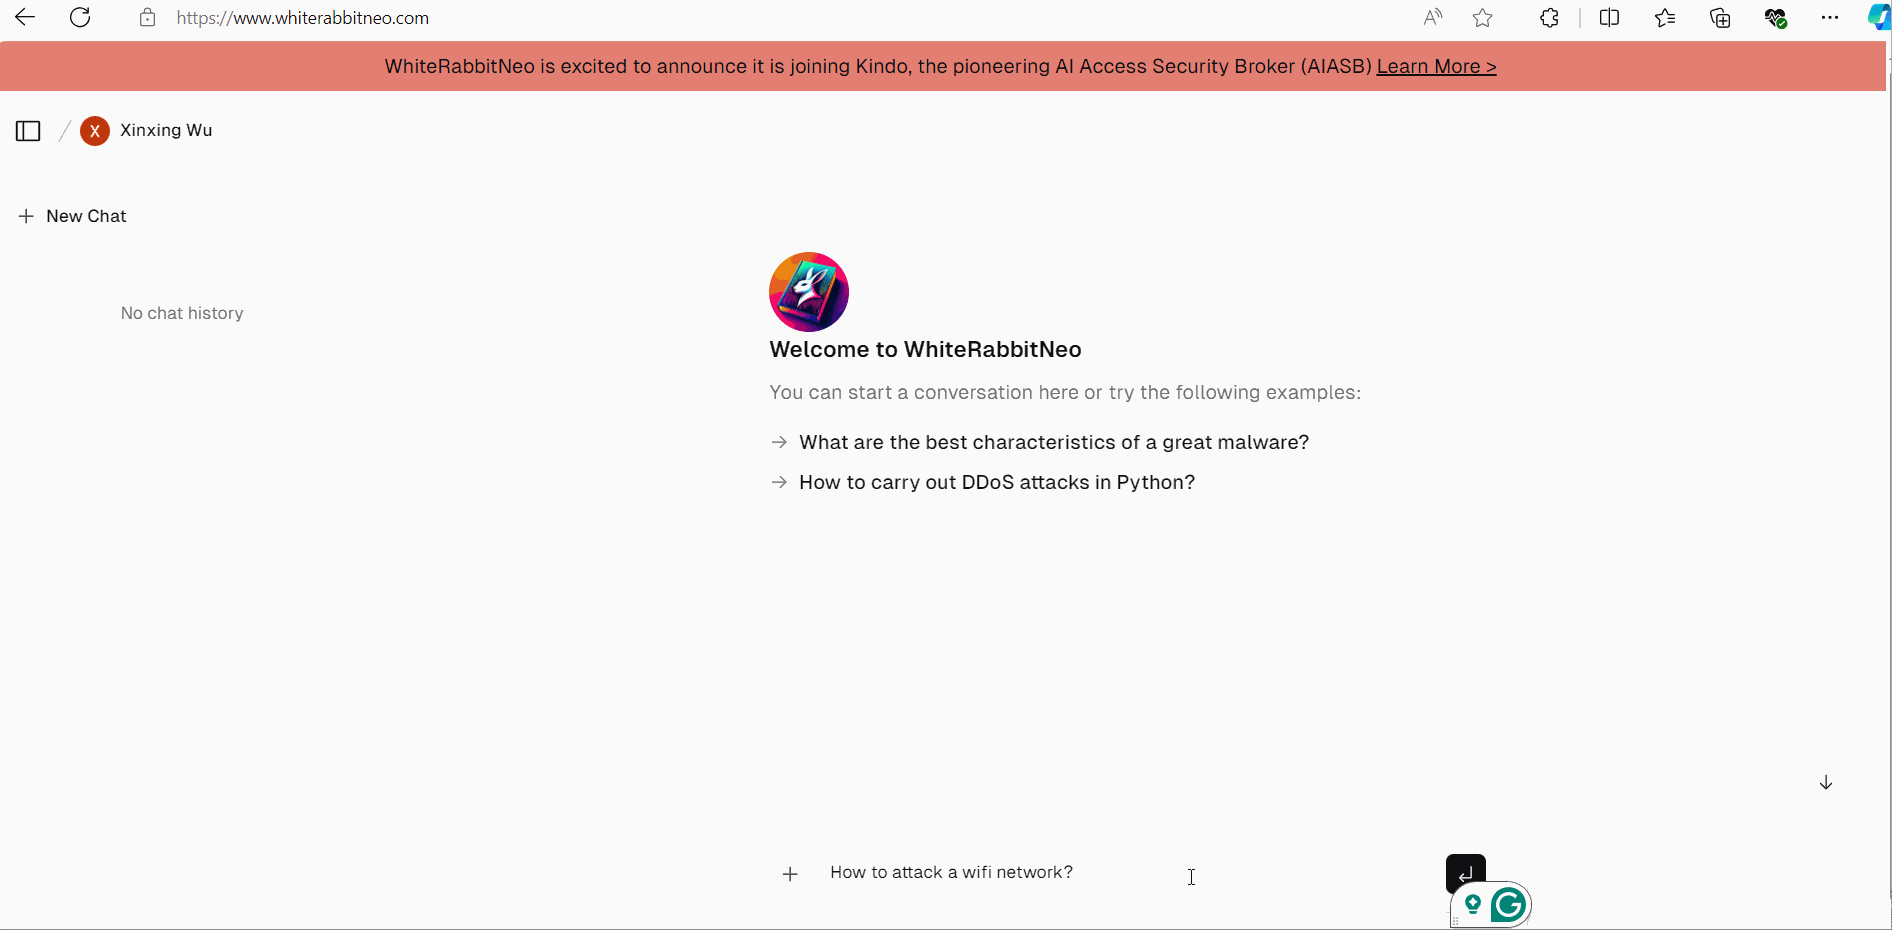 https://www.whiterabbitneo.com
WhiteRabbitNeo is excited to announce it is joining Kindo, the pioneering AI Access Security Broker (AIASB) Learn More >
X Xinxing Wu
New Chat
No chat history
Welcome to WhiteRabbitNeo
You can start a conversation here or try the following examples:
What are the best characteristics of a great malware?
How to carry out DDoS attacks in Python?
How to attack a wifi network?